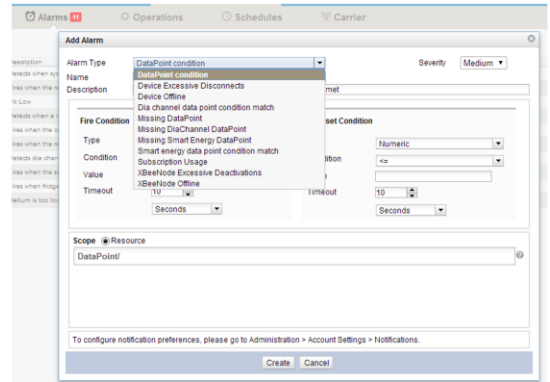 Alarms 11 Operations Schedules Carrier
Add Alarm
Alarm Type DataPoint condition Severity Medium
Name
Description
DataPoint condition
Device Excessive Disconnects
Device Offline
Dia channel data point condition match
Missing DataPoint
Missing DiaChannel DataPoint
Missing Smart Energy DataPoint
Smart energy data point condition match
Subscription Usage
XBeeNode Excessive Deactivations
XBeeNode Offline
met
Fire Condition set Condition
Type Numeric
Condition dition <=
Value
Timeout 10 Timeout 10
Seconds Seconds
Scope Resource
DataPoint/
To configure notification preferences, please go to Administration > Account Settings > Notifications.
Create Cancel